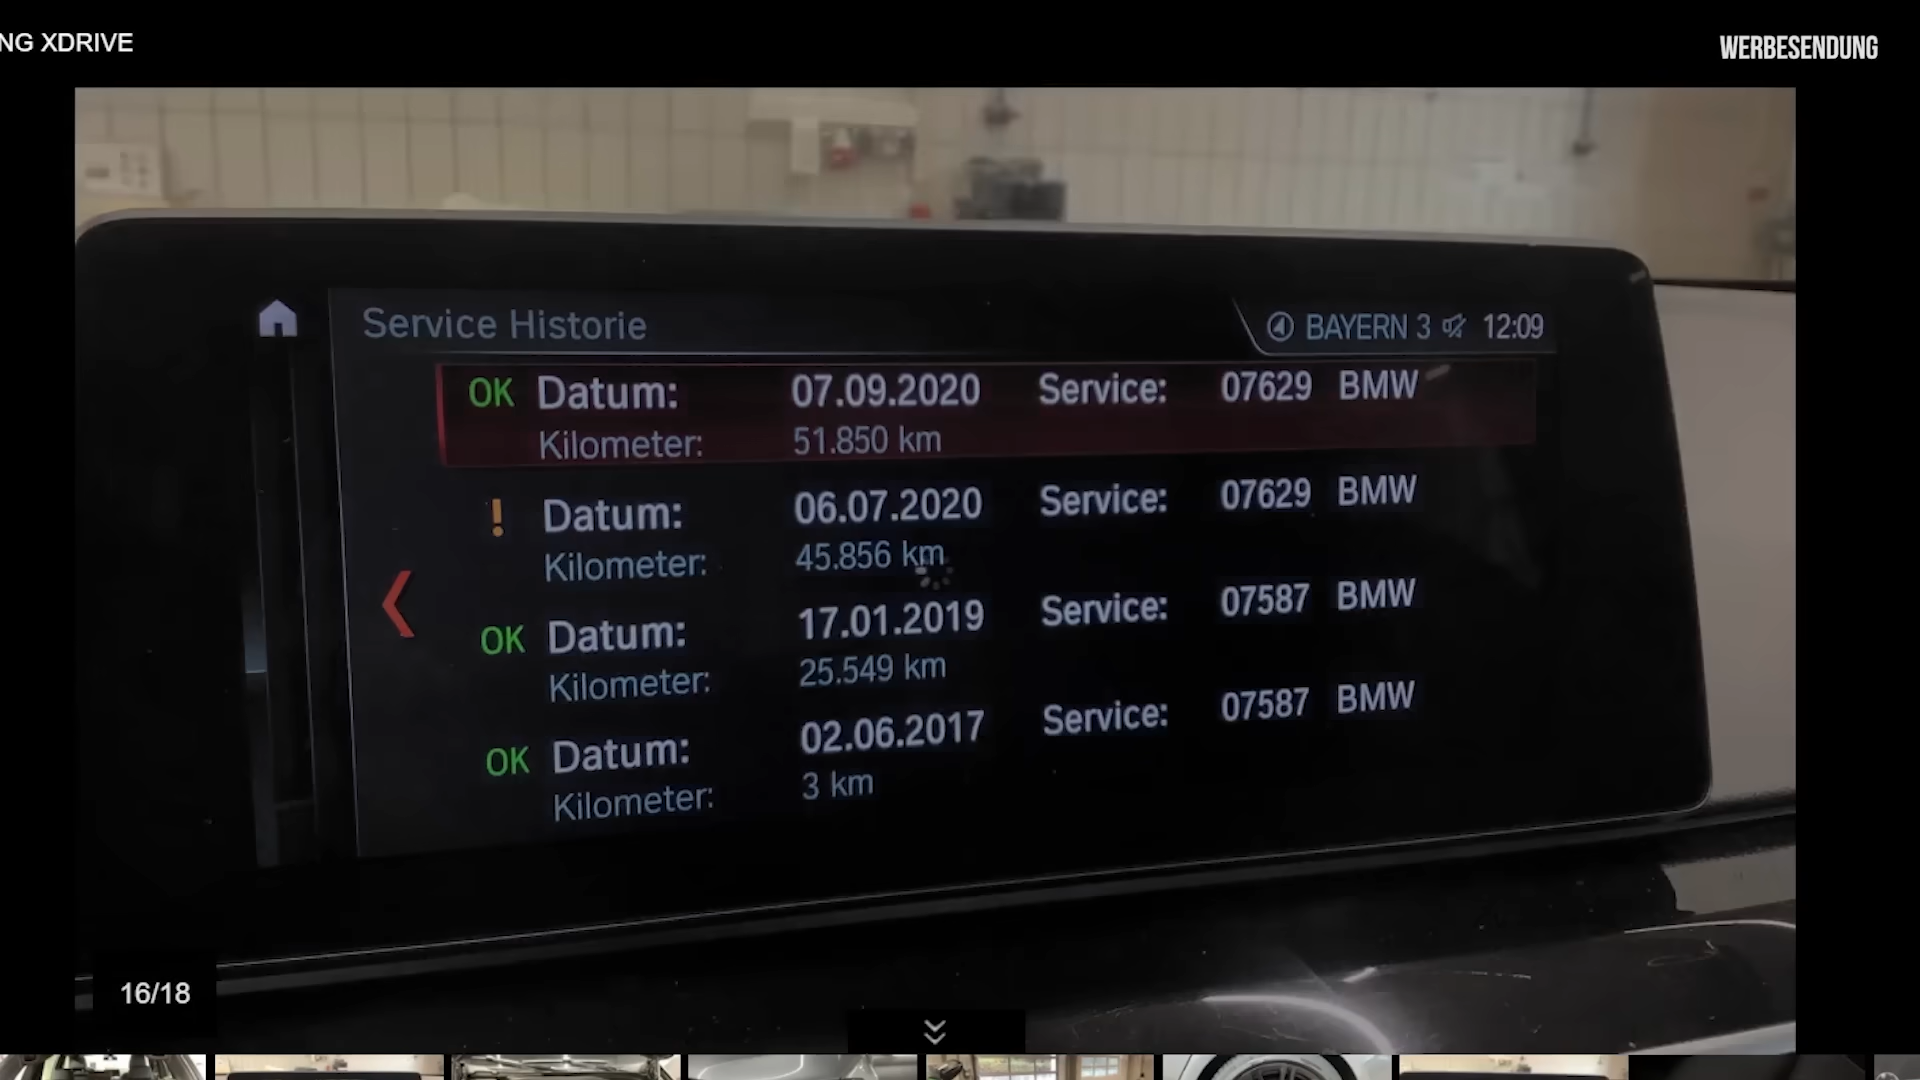 NG XDRIVE
WERBESENDUNG
Service Historie
BAYERN 3 12:09
OK Datum: 07.09.2020 Service: 07629 BMW
Kilometer: 51.850 km
! Datum: 06.07.2020 Service: 07629 BMW
Kilometer: 45.856 km
OK Datum: 17.01.2019 Service: 07587 BMW
Kilometer: 25.549 km
OK Datum: 02.06.2017 Service: 07587 BMW
Kilometer: 3 km
16/18